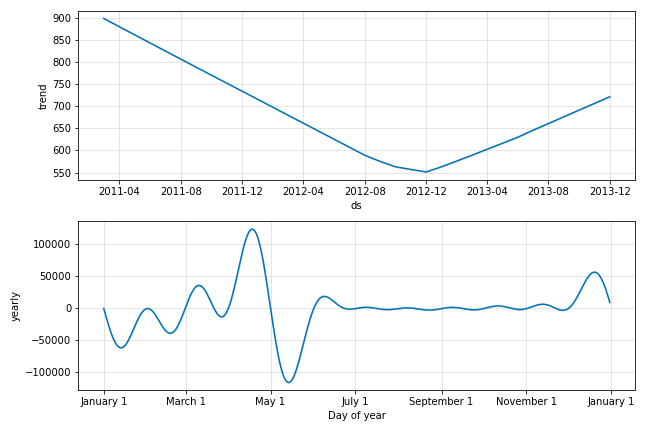 900
850
800
750
700
650
600
550
trend
2011-04 2011-08 2011-12 2012-04 2012-08 2012-12 2013-04 2013-08 2013-12
ds
100000
50000
0
−50000
−100000
yearly
January 1 March 1 May 1 July 1 September 1 November 1 January 1
Day of year